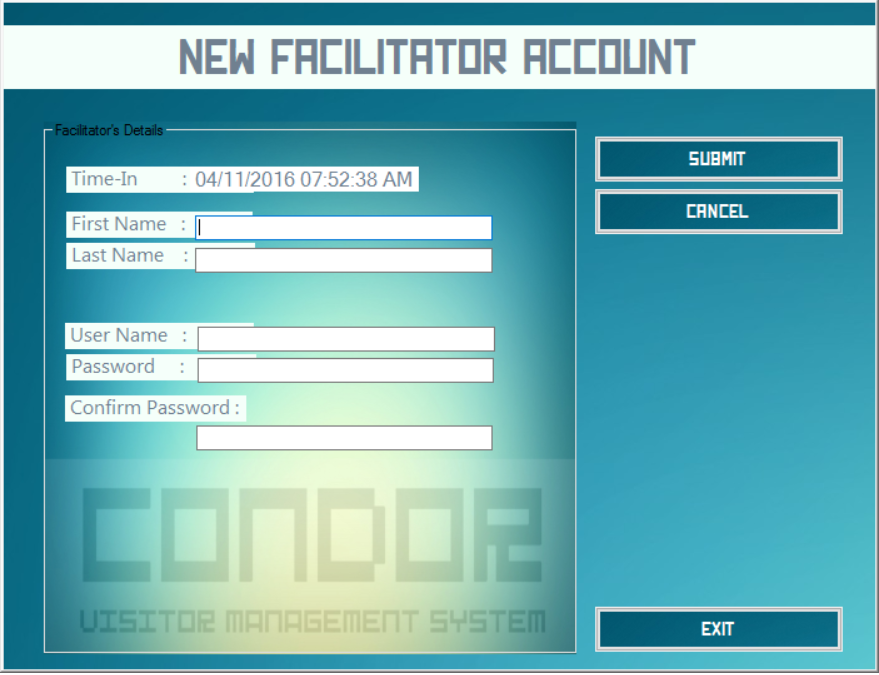 NEW FACILITATOR ACCOUNT
Facilitator's Details
Time-In : 04/11/2016 07:52:38 AM
First Name :
Last Name :
User Name :
Password :
Confirm Password :
CONDOR
VISITOR MANAGEMENT SYSTEM
SUBMIT
CANCEL
EXIT